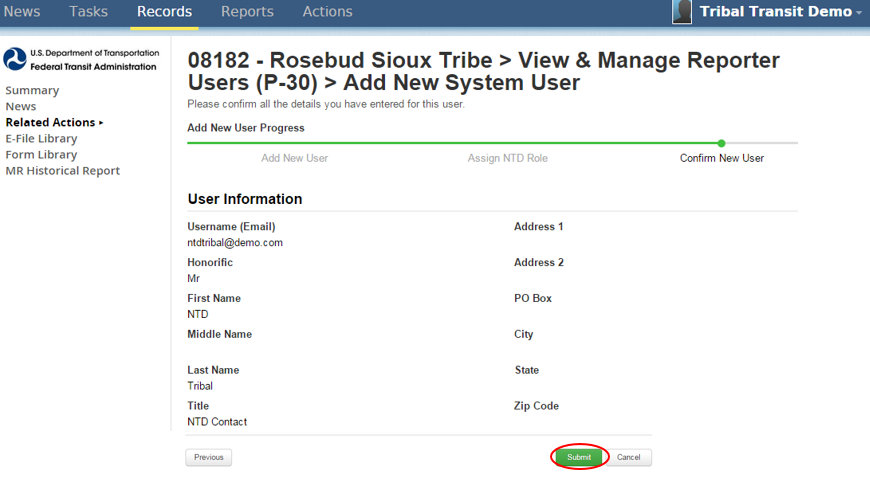 News Tasks Records Reports Actions Tribal Transit Demo
U.S. Department of Transportation
Federal Transit Administration
Summary
News
Related Actions
E-File Library
Form Library
MR Historical Report
08182 - Rosebud Sioux Tribe > View & Manage Reporter
Users (P-30) > Add New System User
Please confirm all the details you have entered for this user.
Add New User Progress
Add New User Assign NTD Role Confirm New User
User Information
Username (Email) Address 1
ntdtribal@demo.com
Honorific Address 2
Mr
First Name PO Box
NTD
Middle Name City
Last Name State
Tribal
Title Zip Code
NTD Contact
Previous Submit Cancel